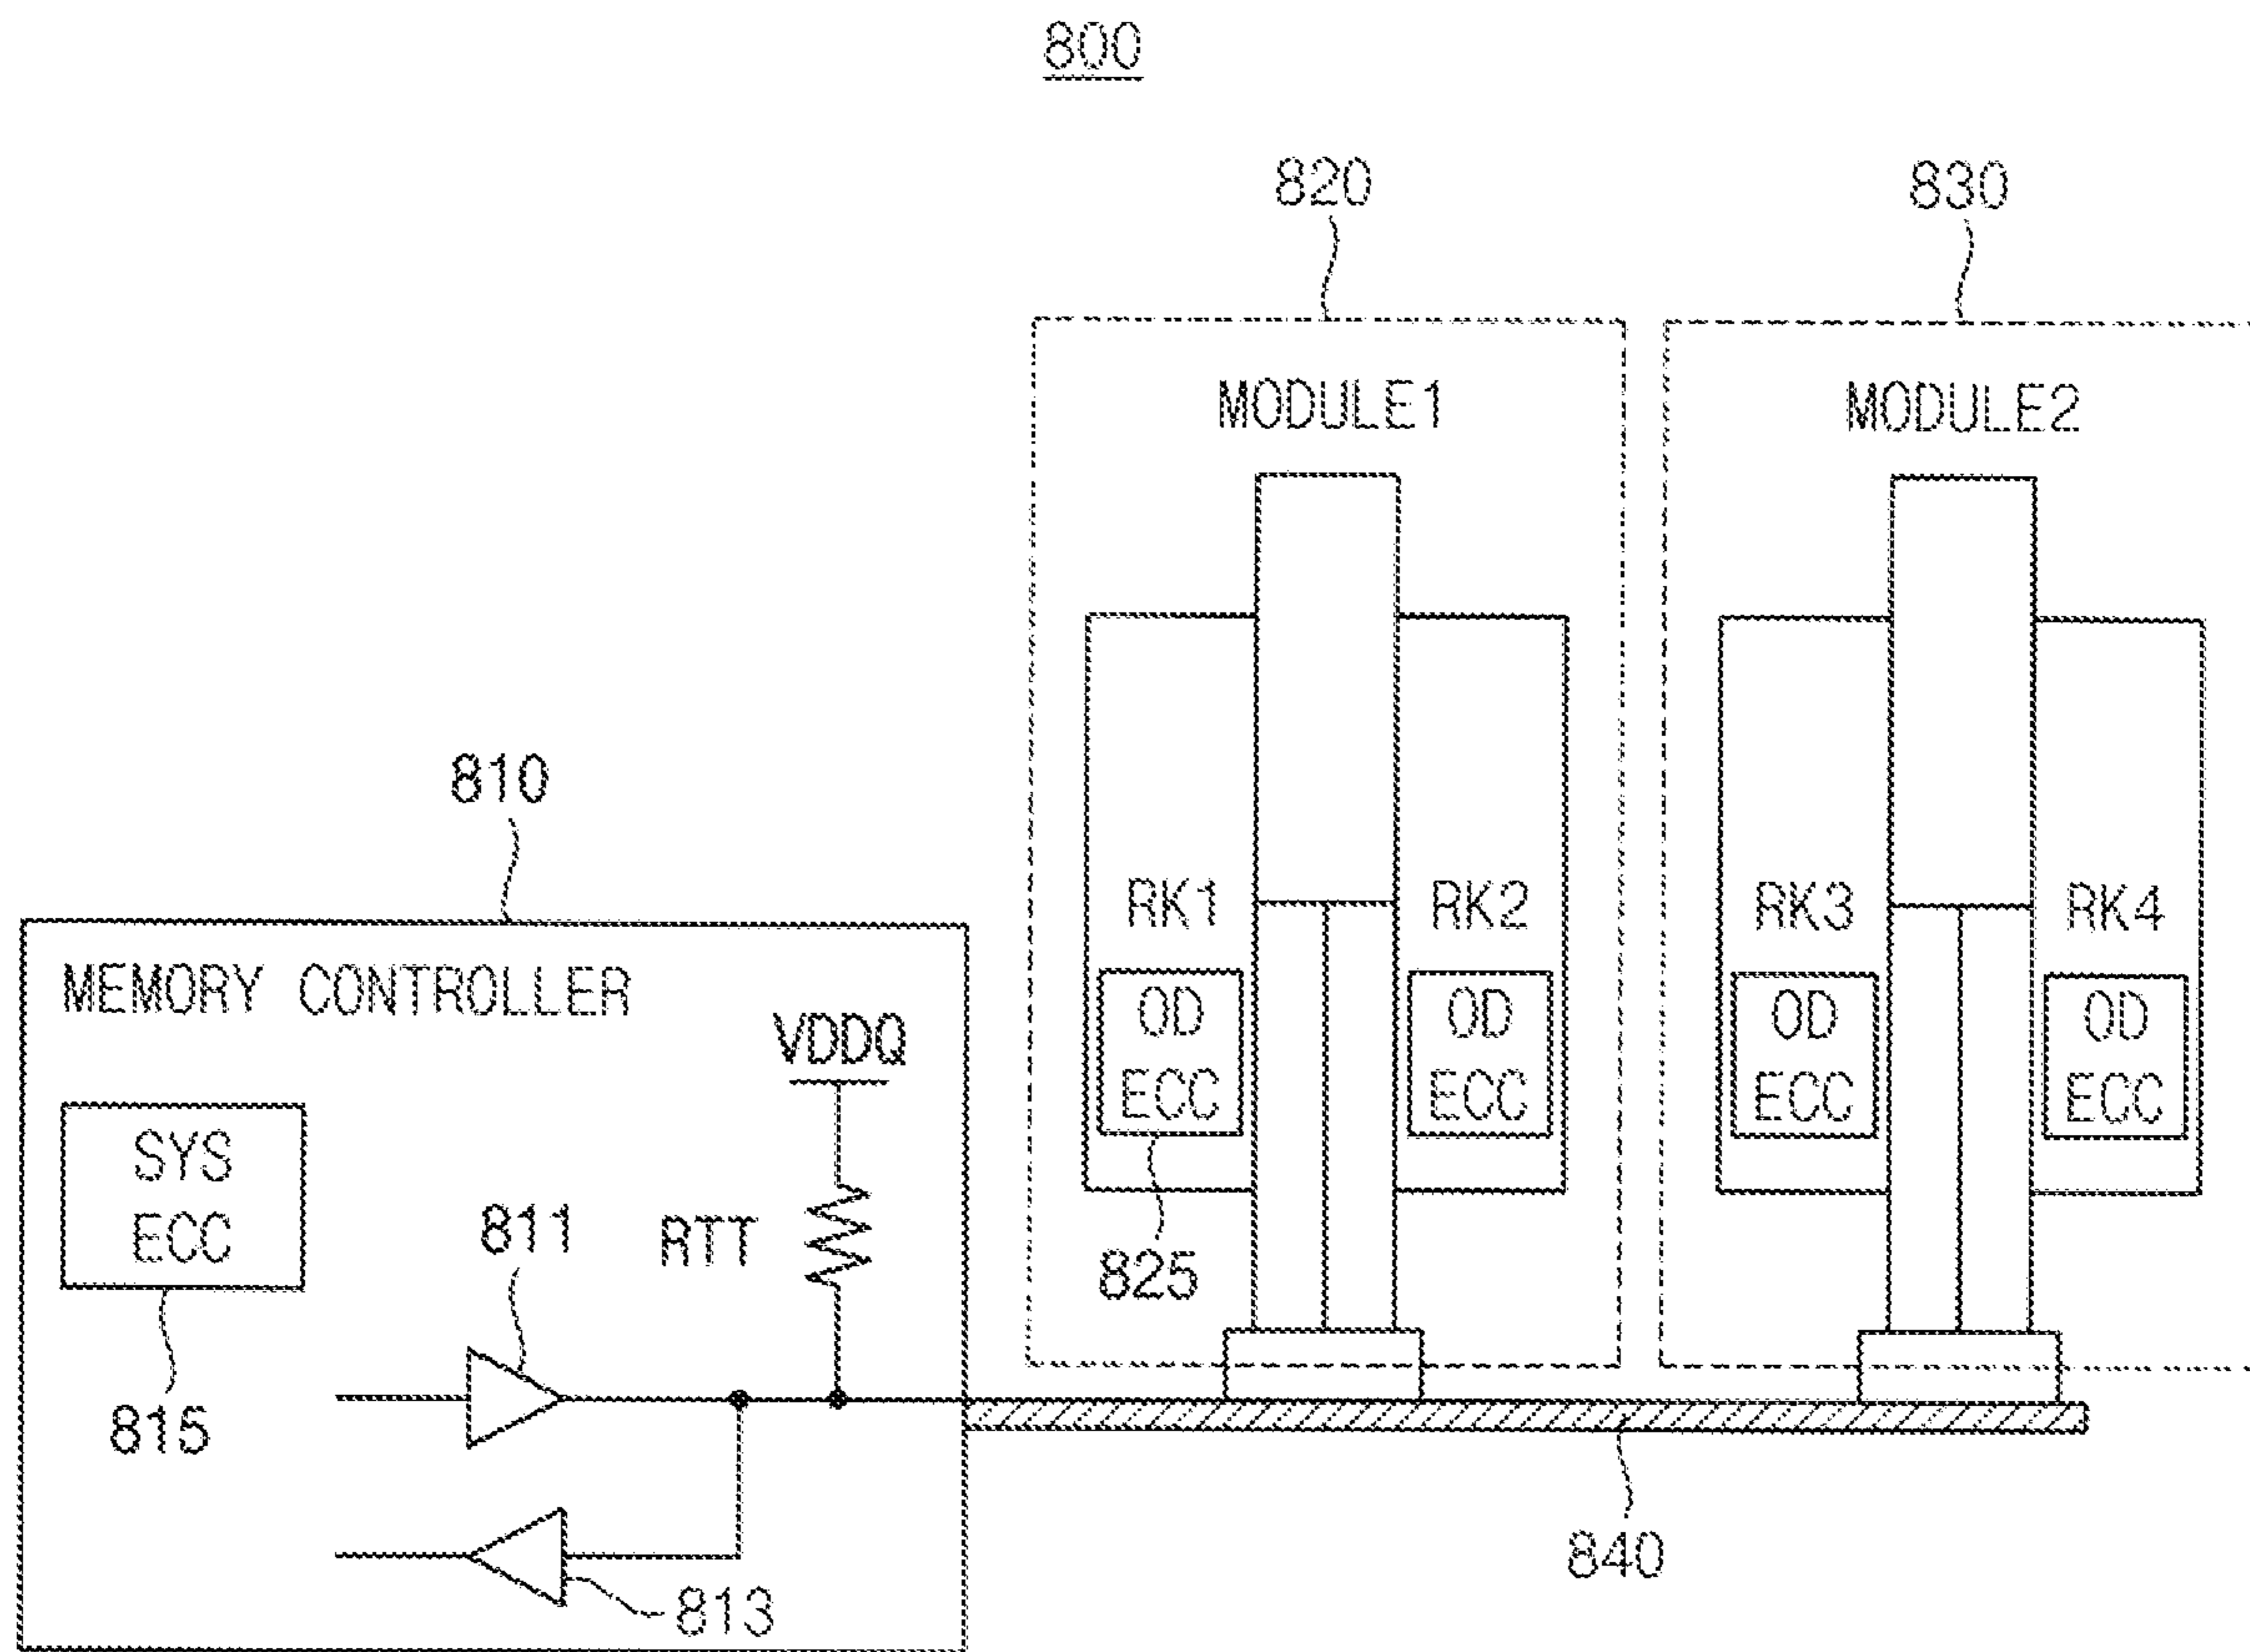 800
820
830
MODULE1
MODULE2
810
RK1
RK2
RK3
RK4
MEMORY CONTROLLER
OD
ECC
OD
ECC
OD
ECC
OD
ECC
VDDQ
SYS
ECC
811
RTT
825
815
813
840